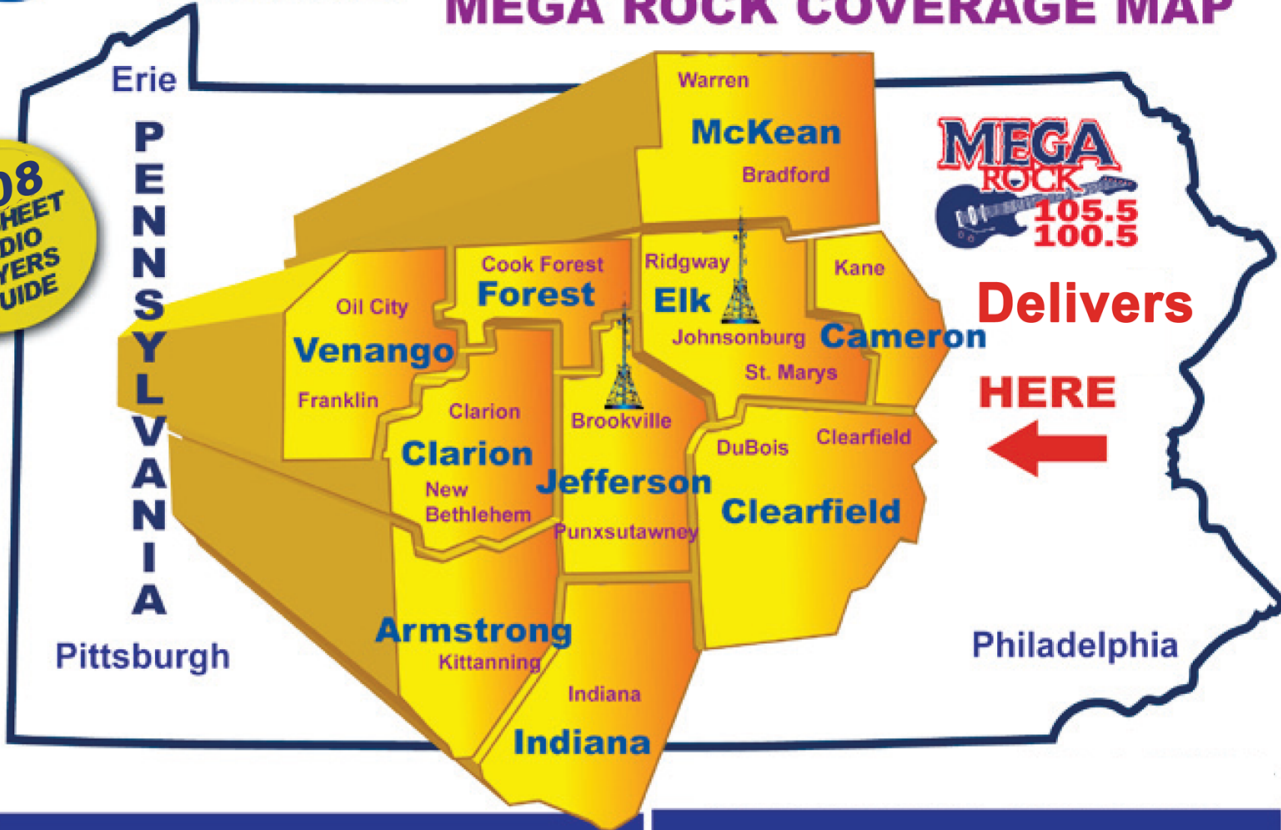 MEGA ROCK COVERAGE MAP
Erie
PENNSYLVANIA
Pittsburgh
Philadelphia
Warren
McKean
Bradford
MEGA
ROCK
105.5
100.5
Delivers
HERE
Oil City
Venango
Franklin
Cook Forest
Forest
Ridgway
Elk
Johnsonburg
St. Marys
Kane
Cameron
Clarion
Clarion
New
Bethlehem
Brookville
Jefferson
Punxsutawney
DuBois
Clearfield
Clearfield
Armstrong
Kittanning
Indiana
Indiana